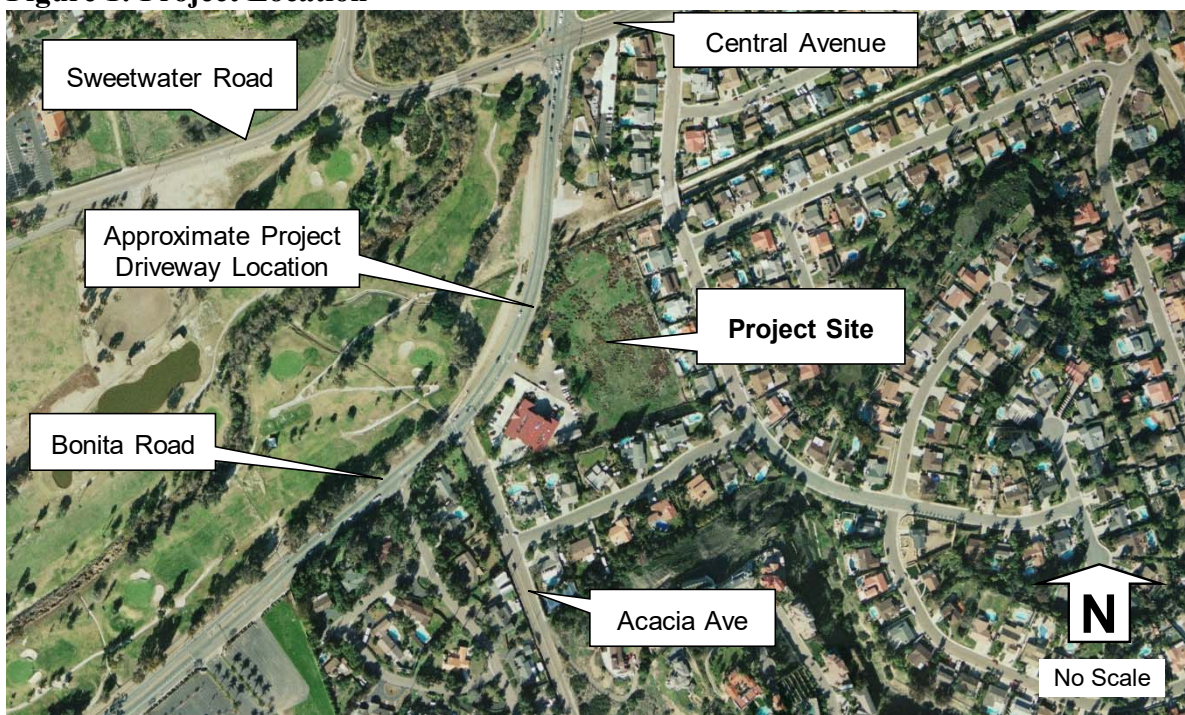 Figure 1. Project Location
Central Avenue
Sweetwater Road
Approximate Project
Driveway Location
Project Site
Bonita Road
Acacia Ave
N
No Scale